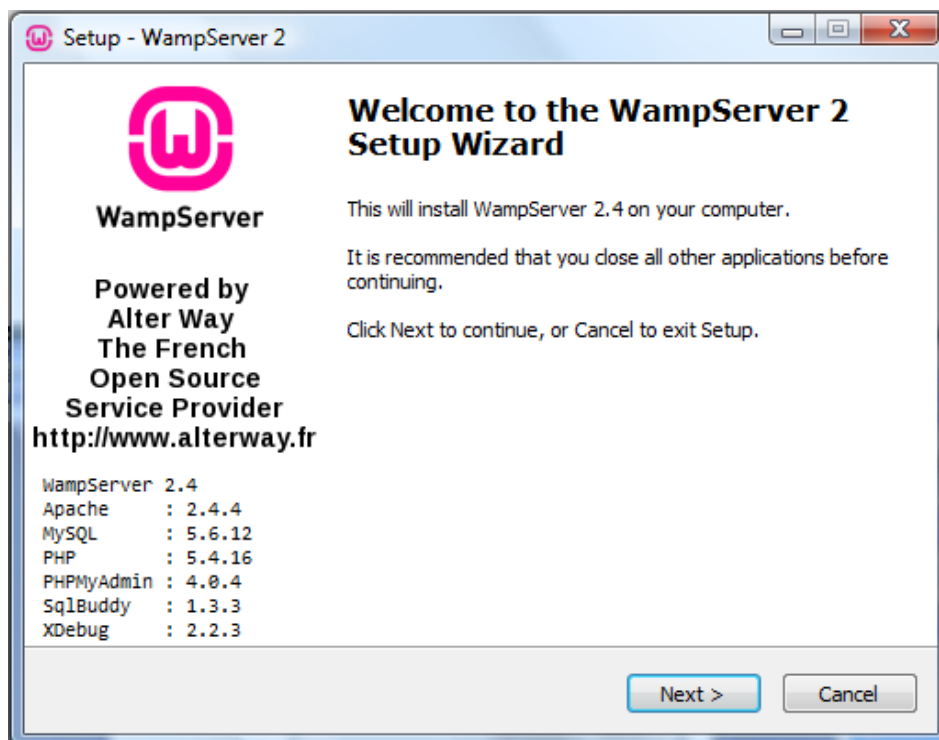 Setup - WampServer 2
WampServer
Powered by
Alter Way
The French
Open Source
Service Provider
http://www.alterway.fr
WampServer 2.4
Apache : 2.4.4
MySQL : 5.6.12
PHP : 5.4.16
PHPMyAdmin : 4.0.4
SqlBuddy : 1.3.3
XDebug : 2.2.3
Welcome to the WampServer 2
Setup Wizard
This will install WampServer 2.4 on your computer.
It is recommended that you close all other applications before
continuing.
Click Next to continue, or Cancel to exit Setup.
Next >
Cancel